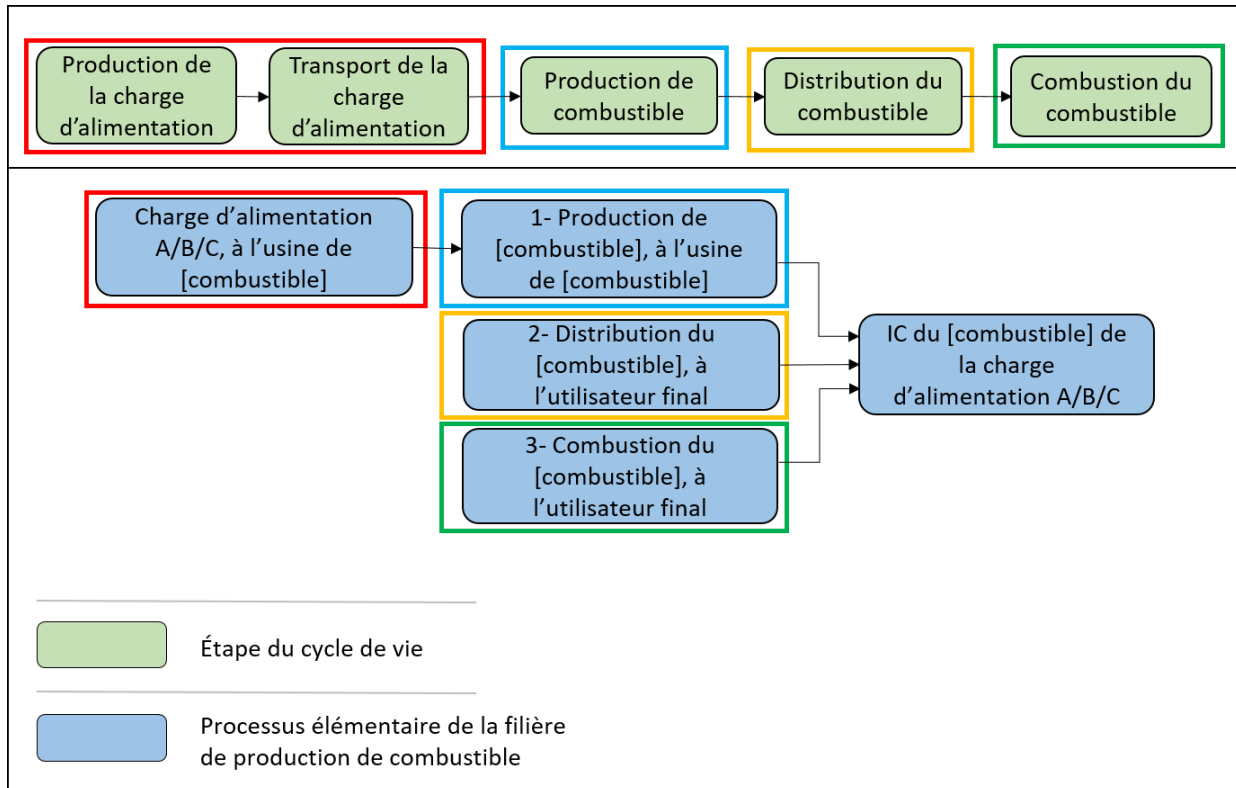 Production de
la charge
d’alimentation
Transport de la
charge
d’alimentation
Production de
combustible
Distribution du
combustible
Combustion du
combustible
Charge d’alimentation
A/B/C, à l’usine de
[combustible]
1- Production de
[combustible], à l’usine
de [combustible]
2- Distribution du
[combustible], à
l’utilisateur final
3- Combustion du
[combustible], à
l’utilisateur final
IC du [combustible] de
la charge
d’alimentation A/B/C
Étape du cycle de vie
Processus élémentaire de la filière
de production de combustible